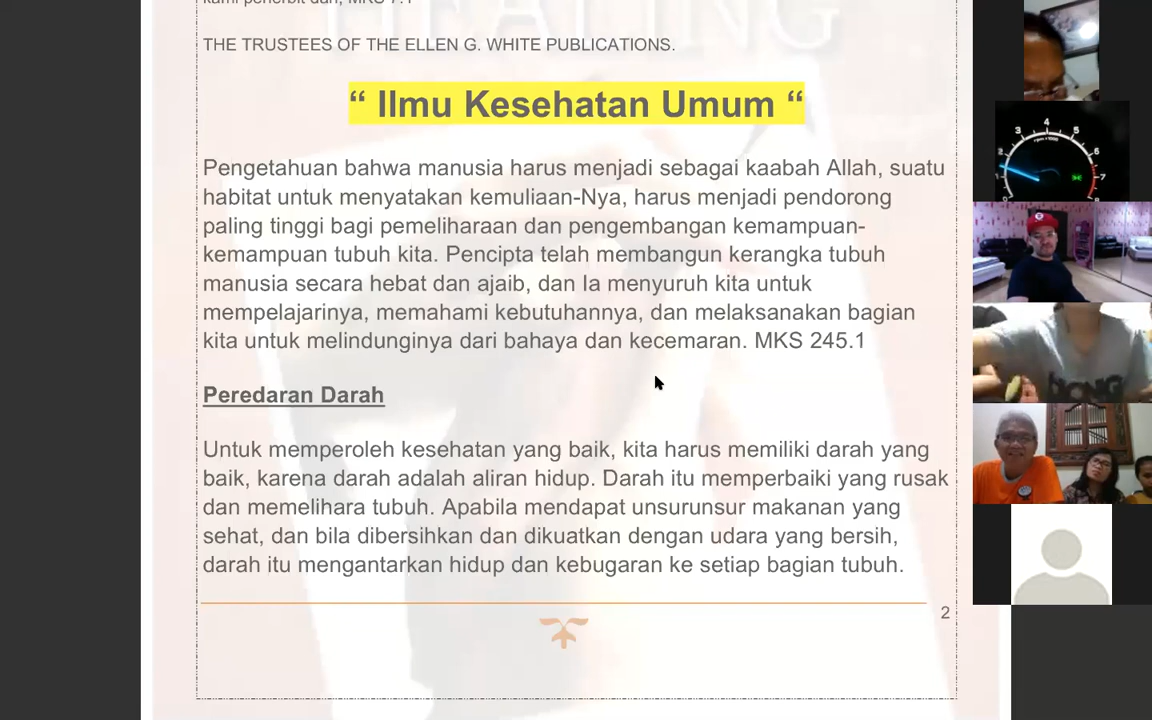 THE TRUSTEES OF THE ELLEN G. WHITE PUBLICATIONS.
“ Ilmu Kesehatan Umum “
Pengetahuan bahwa manusia harus menjadi sebagai kaabah Allah, suatu
habitat untuk menyatakan kemuliaan-Nya, harus menjadi pendorong
paling tinggi bagi pemeliharaan dan pengembangan kemampuan-
kemampuan tubuh kita. Pencipta telah membangun kerangka tubuh
manusia secara hebat dan ajaib, dan Ia menyuruh kita untuk
mempelajarinya, memahami kebutuhannya, dan melaksanakan bagian
kita untuk melindunginya dari bahaya dan kecemaran. MKS 245.1
Peredaran Darah
Untuk memperoleh kesehatan yang baik, kita harus memiliki darah yang
baik, karena darah adalah aliran hidup. Darah itu memperbaiki yang rusak
dan memelihara tubuh. Apabila mendapat unsurunsur makanan yang
sehat, dan bila dibersihkan dan dikuatkan dengan udara yang bersih,
darah itu mengantarkan hidup dan kebugaran ke setiap bagian tubuh.
2
3
4
5
6
7